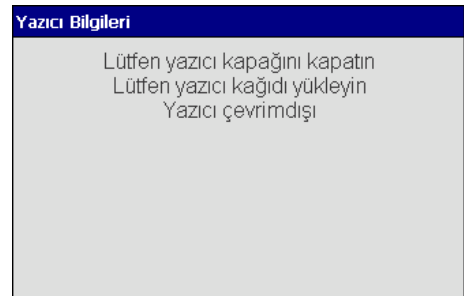 Yazıcı Bilgileri
Lütfen yazıcı kapağını kapatın
Lütfen yazıcı kağıdı yükleyin
Yazıcı çevrimdışı